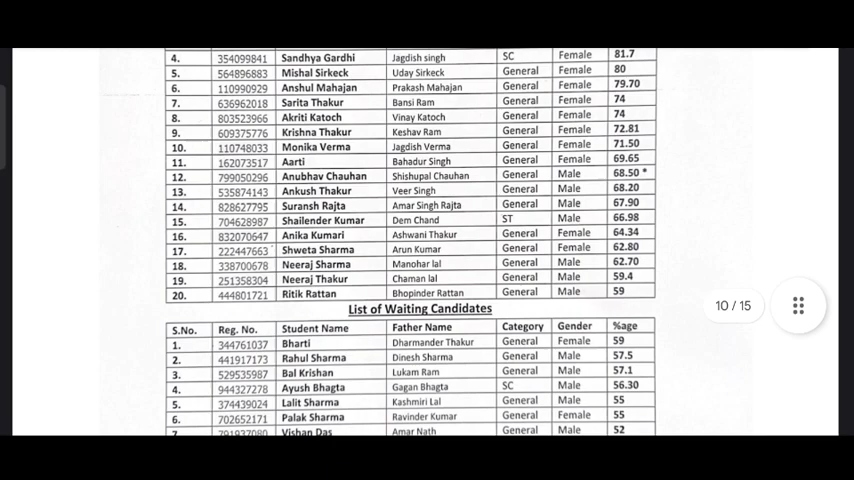 4. 354099841 Sandhya Gardhi Jagdish singh SC Female 81.7
5. 564896883 Mishal Sirkeck Uday Sirkeck General Female 80
6. 110990929 Anshul Mahajan Prakash Mahajan General Female 79.70
7. 636962018 Sarita Thakur Bansi Ram General Female 74
8. 803523966 Akriti Katoch Vinay Katoch General Female 74
9. 609375776 Krishna Thakur Keshav Ram General Female 72.81
10. 110748033 Monika Verma Jagdish Verma General Female 71.50
11. 162073517 Aarti Bahadur Singh General Female 69.65
12. 799050296 Anubhav Chauhan Shishupal Chauhan General Male 68.50 *
13. 535874143 Ankush Thakur Veer Singh General Male 68.20
14. 828627795 Suransh Rajta Amar Singh Rajta General Male 67.90
15. 704628987 Shailender Kumar Dem Chand ST Male 66.98
16. 832070647 Anika Kumari Ashwani Thakur General Female 64.34
17. 222447663 Shweta Sharma Arun Kumar General Female 62.80
18. 338700678 Neeraj Sharma Manohar lal General Male 62.70
19. 251358304 Neeraj Thakur Chaman lal General Male 59.4
20. 444801721 Ritik Rattan Bhopinder Rattan General Male 59
List of Waiting Candidates
S.No. Reg. No. Student Name Father Name Category Gender %age
1. 344761037 Bharti Dharmander Thakur General Female 59
2. 441917173 Rahul Sharma Dinesh Sharma General Male 57.5
3. 529535987 Bal Krishan Lukam Ram General Male 57.1
4. 944327278 Ayush Bhagta Gagan Bhagta SC Male 56.30
5. 374439024 Lalit Sharma Kashmiri Lal General Male 55
6. 702652171 Palak Sharma Ravinder Kumar General Female 55
7. 791937080 Vishan Das Amar Nath General Male 52
10 / 15